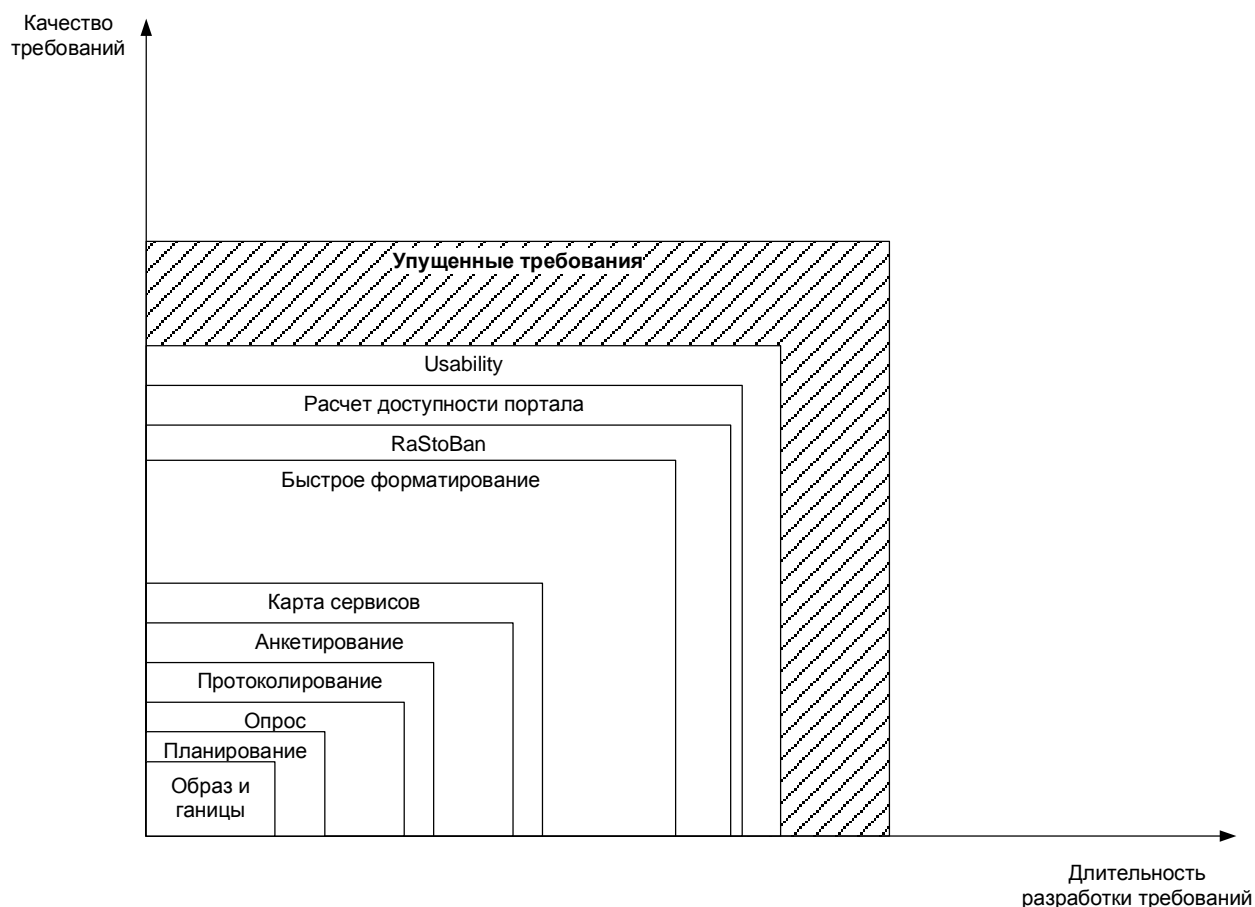 Качество
требований
Упущенные требования
Usability
Расчет доступности портала
RaStoBan
Быстрое форматирование
Карта сервисов
Анкетирование
Протоколирование
Опрос
Планирование
Образ и
ганицы
Длительность
разработки требований